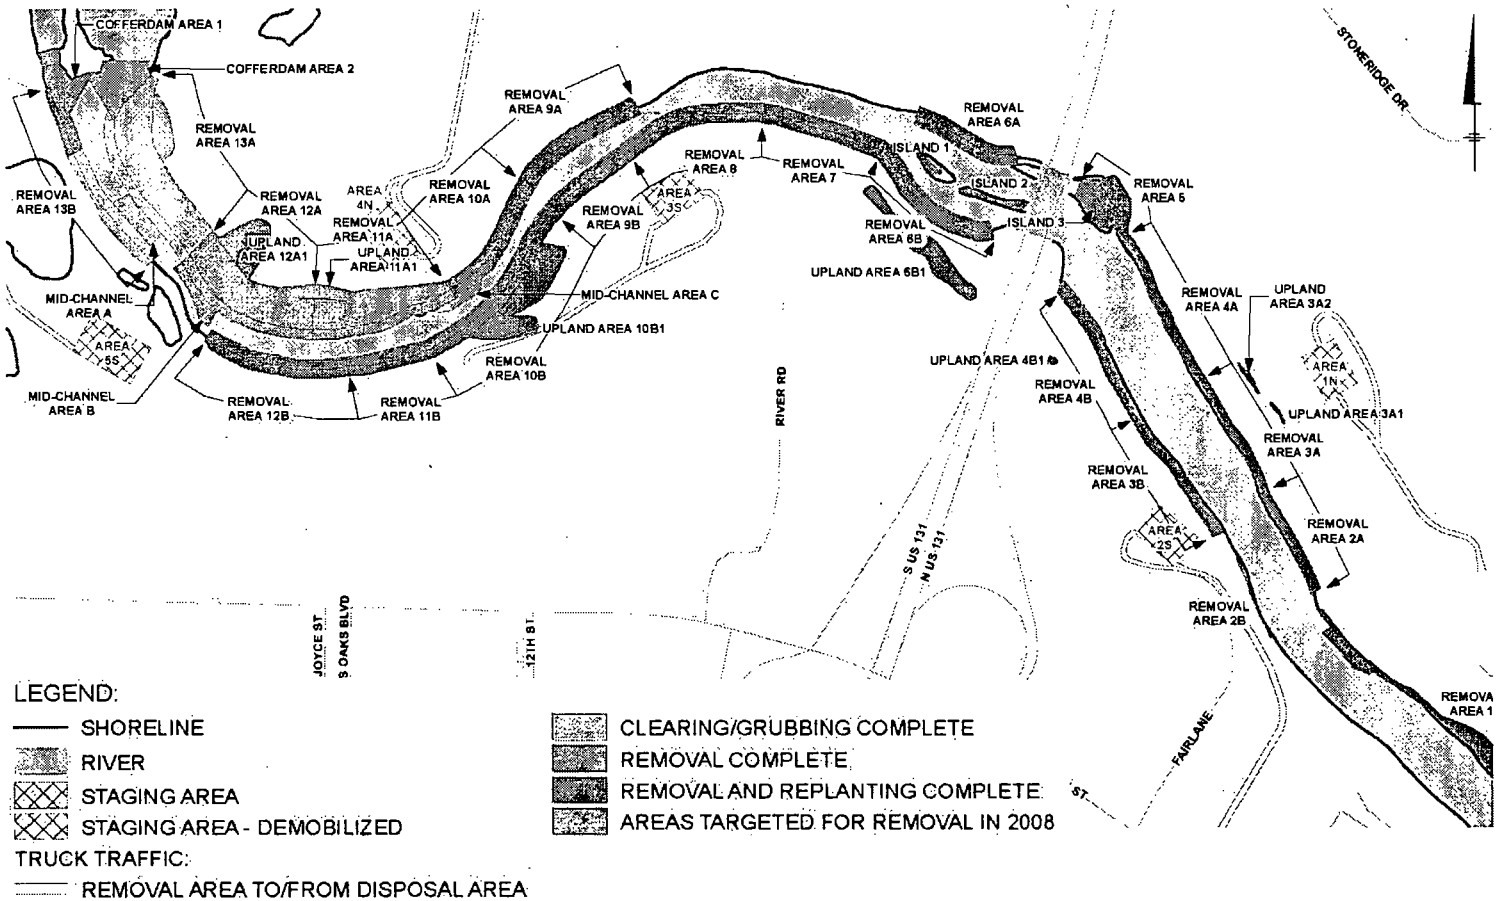 COFFERDAM AREA 1
COFFERDAM AREA 2
REMOVAL
AREA 13A
REMOVAL
AREA 13B
REMOVAL
AREA 12A
UPLAND
AREA 12A1
AREA
4N
REMOVAL
AREA 11A
UPLAND
AREA 11A1
REMOVAL
AREA 10A
REMOVAL
AREA 9A
MID-CHANNEL
AREA A
AREA
5S
MID-CHANNEL
AREA B
REMOVAL
AREA 12B
REMOVAL
AREA 11B
REMOVAL
AREA 10B
UPLAND AREA 10B1
MID-CHANNEL AREA C
REMOVAL
AREA 9B
AREA
3S
REMOVAL
AREA 8
REMOVAL
AREA 7
REMOVAL
AREA 6A
ISLAND 1
ISLAND 2
ISLAND 3
REMOVAL
AREA 6B
UPLAND AREA 6B1
REMOVAL
AREA 5
STONERIDGE DR
REMOVAL
AREA 4A
UPLAND
AREA 3A2
AREA
1N
UPLAND AREA 3A1
REMOVAL
AREA 3A
UPLAND AREA 4B1
REMOVAL
AREA 4B
REMOVAL
AREA 3B
AREA
2S
REMOVAL
AREA 2A
REMOVAL
AREA 2B
REMOVA
AREA 1
RIVER RD
S US 131
N US 131
JOYCE ST
S OAKS BLVD
12TH ST
FAIRLANE
ST
LEGEND:
SHORELINE
RIVER
STAGING AREA
STAGING AREA - DEMOBILIZED
TRUCK TRAFFIC:
REMOVAL AREA TO/FROM DISPOSAL AREA
CLEARING/GRUBBING COMPLETE
REMOVAL COMPLETE
REMOVAL AND REPLANTING COMPLETE
AREAS TARGETED FOR REMOVAL IN 2008